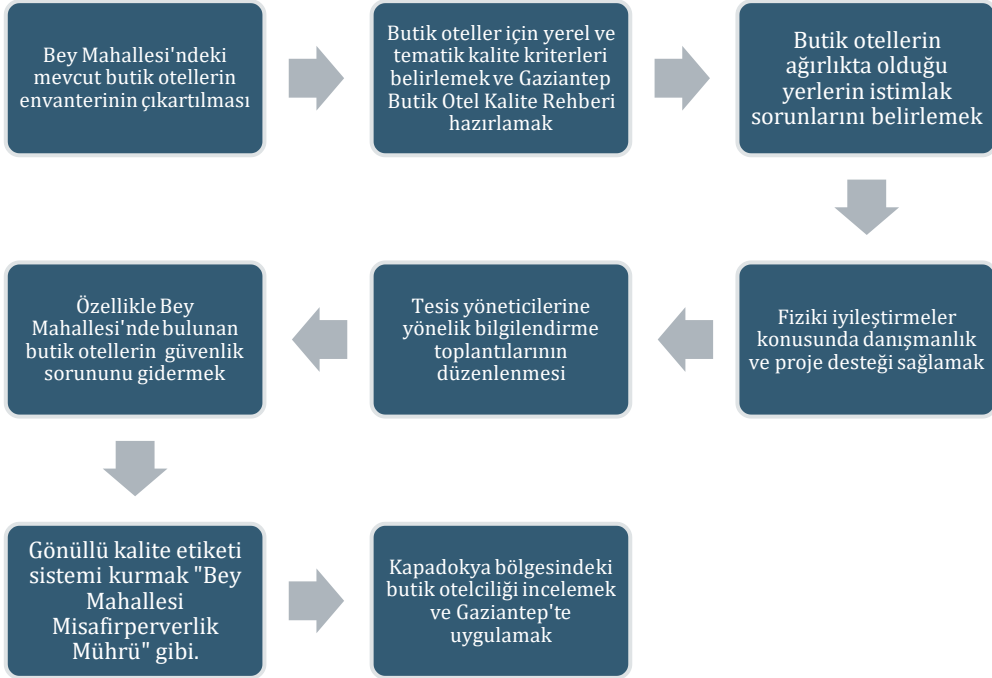 Bey Mahallesi'ndeki
mevcut butik otellerin
envanterinin çıkartılması
Butik oteller için yerel ve
tematik kalite kriterleri
belirlemek ve Gaziantep
Butik Otel Kalite Rehberi
hazırlamak
Butik otellerin
ağırlıkta olduğu
yerlerin istimlak
sorunlarını belirlemek
Fiziki iyileştirmeler
konusunda danışmanlık
ve proje desteği sağlamak
Tesis yöneticilerine
yönelik bilgilendirme
toplantılarının
düzenlenmesi
Özellikle Bey
Mahallesi'nde bulunan
butik otellerin güvenlik
sorununu gidermek
Gönüllü kalite etiketi
sistemi kurmak "Bey
Mahallesi
Misafirperverlik
Mührü" gibi.
Kapadokya bölgesindeki
butik otelciliği incelemek
ve Gaziantep'te
uygulamak